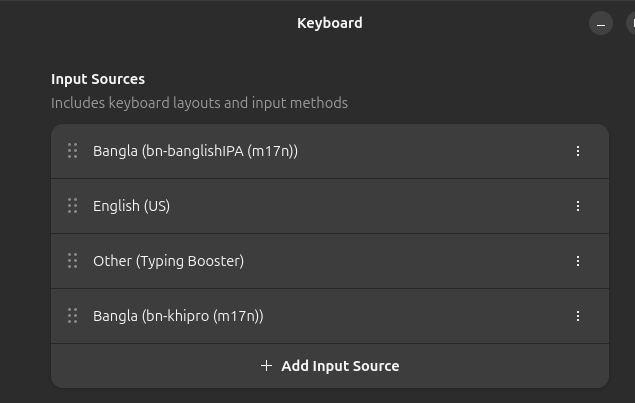 Keyboard
Input Sources
Includes keyboard layouts and input methods
Bangla (bn-banglishIPA (m17n))
English (US)
Other (Typing Booster)
Bangla (bn-khipro (m17n))
+ Add Input Source